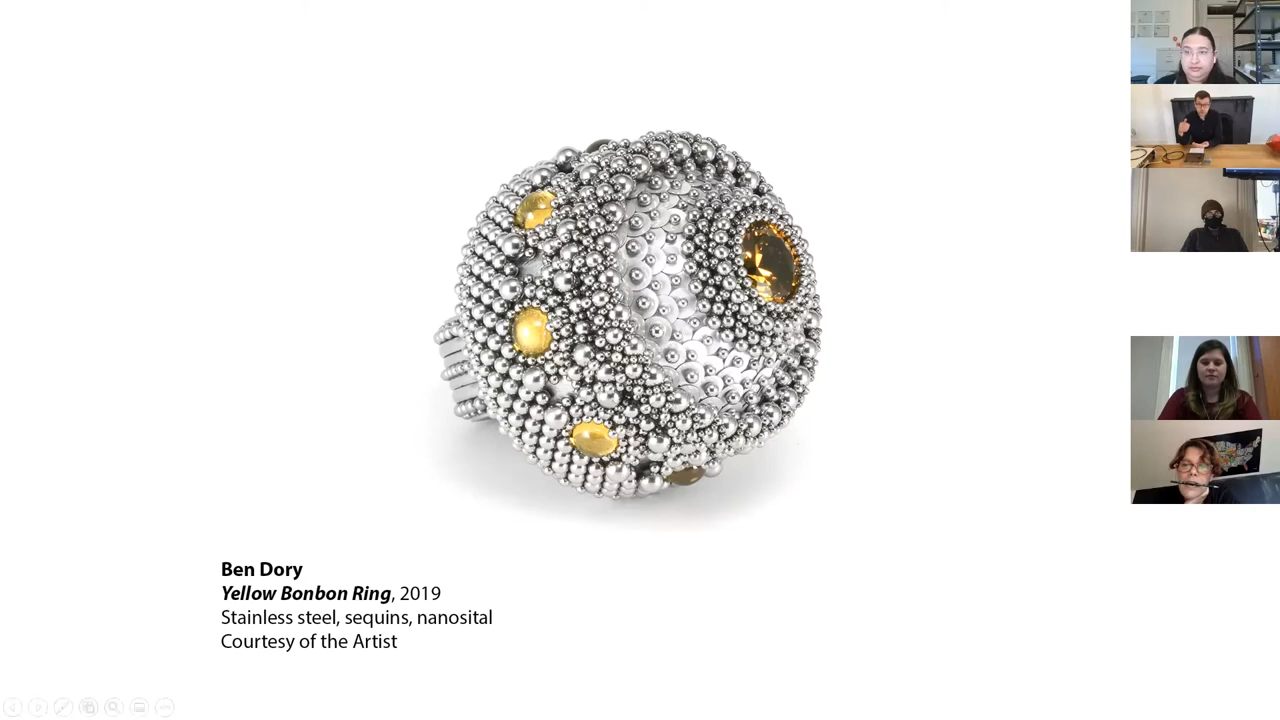 Ben Dory
Yellow Bonbon Ring, 2019
Stainless steel, sequins, nanosital
Courtesy of the Artist